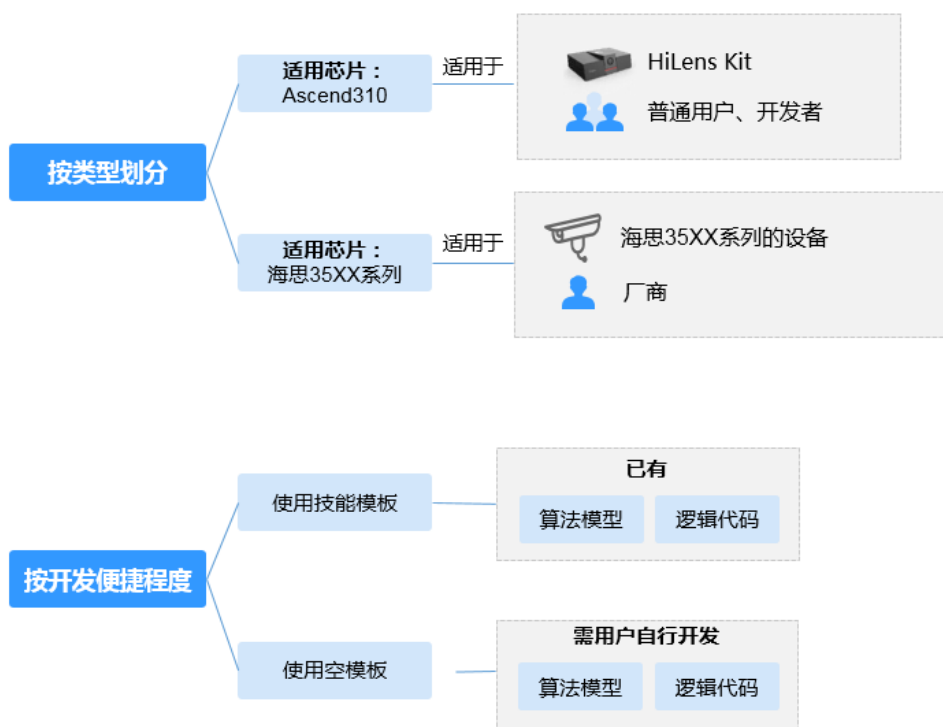 按类型划分
适用芯片：
Ascend310
适用于
HiLens Kit
普通用户、开发者
适用芯片：
海思35XX系列
适用于
海思35XX系列的设备
厂商
按开发便捷程度
使用技能模板
已有
算法模型
逻辑代码
使用空模板
需用户自行开发
算法模型
逻辑代码